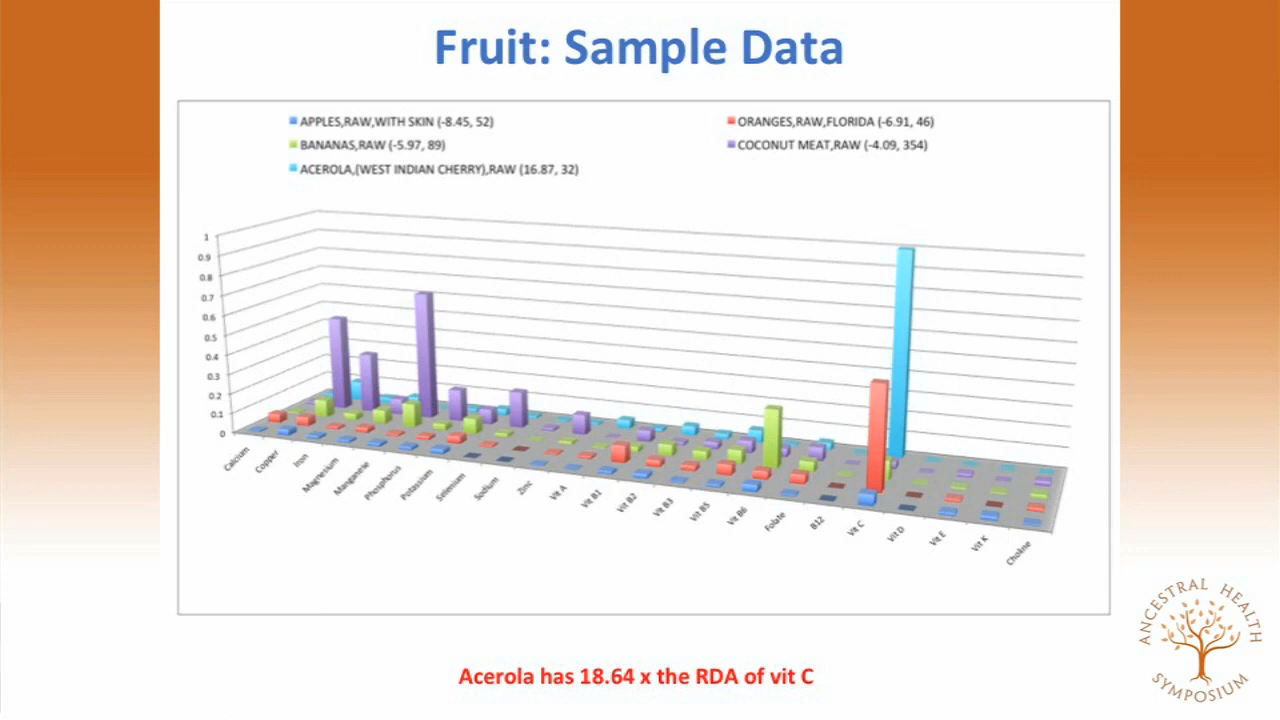 Fruit: Sample Data
APPLES,RAW,WITH SKIN (-8.45, 52)
ORANGES,RAW,FLORIDA (-6.91, 46)
BANANAS,RAW (-5.97, 89)
COCONUT MEAT,RAW (-4.09, 354)
ACEROLA,(WEST INDIAN CHERRY),RAW (16.87, 32)
1
0.9
0.8
0.7
0.6
0.5
0.4
0.3
0.2
0.1
0
Calcium
Copper
Iron
Magnesium
Manganese
Phosphorus
Potassium
Selenium
Sodium
Zinc
Vit A
Vit B1
Vit B2
Vit B3
Vit B5
Vit B6
Folate
B12
Vit C
Vit D
Vit E
Vit K
Choline
Acerola has 18.64 x the RDA of vit C
ANCESTRAL HEALTH
SYMPOSIUM